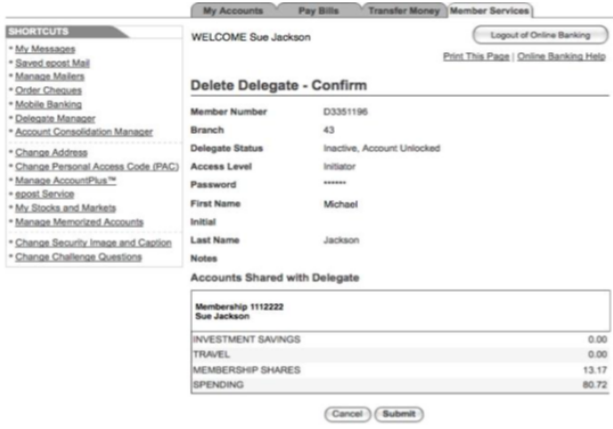 My Accounts Pay Bills Transfer Money Member Services
SHORTCUTS
* My Messages
* Saved epost Mail
* Manage Mailers
* Order Cheques
* Mobile Banking
* Delegate Manager
* Account Consolidation Manager
* Change Address
* Change Personal Access Code (PAC)
* Manage AccountPlus™
* epost Service
* My Stocks and Markets
* Manage Memorized Accounts
* Change Security Image and Caption
* Change Challenge Questions
WELCOME Sue Jackson
Logout of Online Banking
Print This Page | Online Banking Help
Delete Delegate - Confirm
Member Number D3351196
Branch 43
Delegate Status Inactive, Account Unlocked
Access Level Initiator
Password ******
First Name Michael
Initial
Last Name Jackson
Notes
Accounts Shared with Delegate
Membership 1112222
Sue Jackson
INVESTMENT SAVINGS 0.00
TRAVEL 0.00
MEMBERSHIP SHARES 13.17
SPENDING 80.72
Cancel Submit